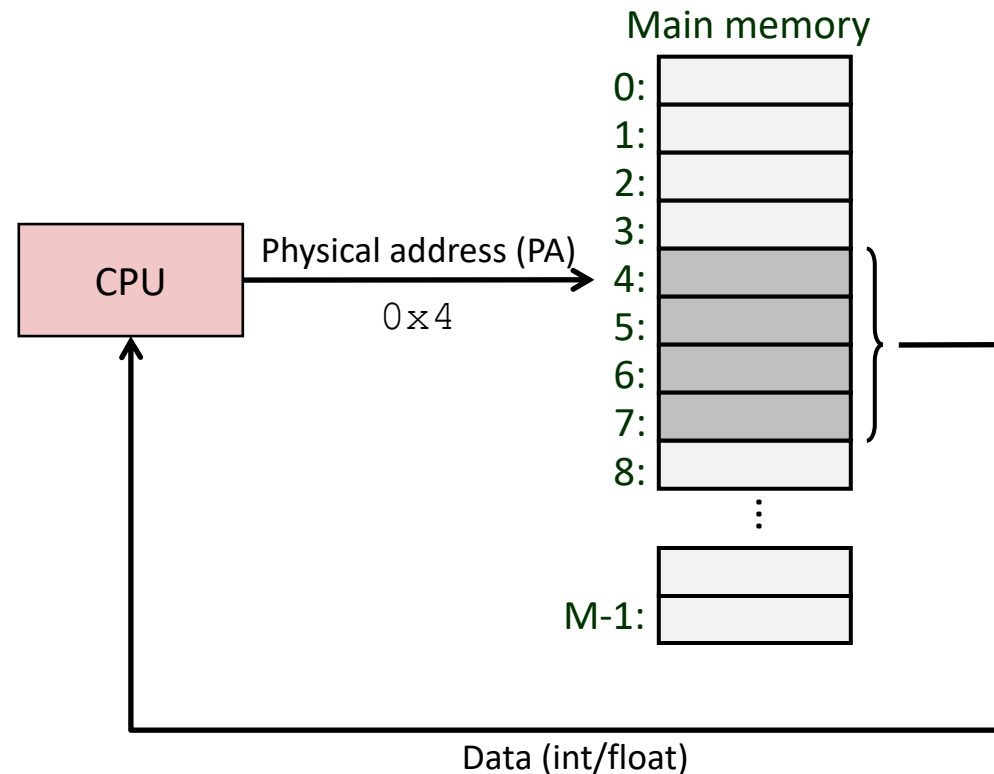 Main memory
0:
1:
2:
3:
CPU
Physical address (PA)
0x4
4:
5:
6:
7:
8:
⋮
M-1:
Data (int/float)